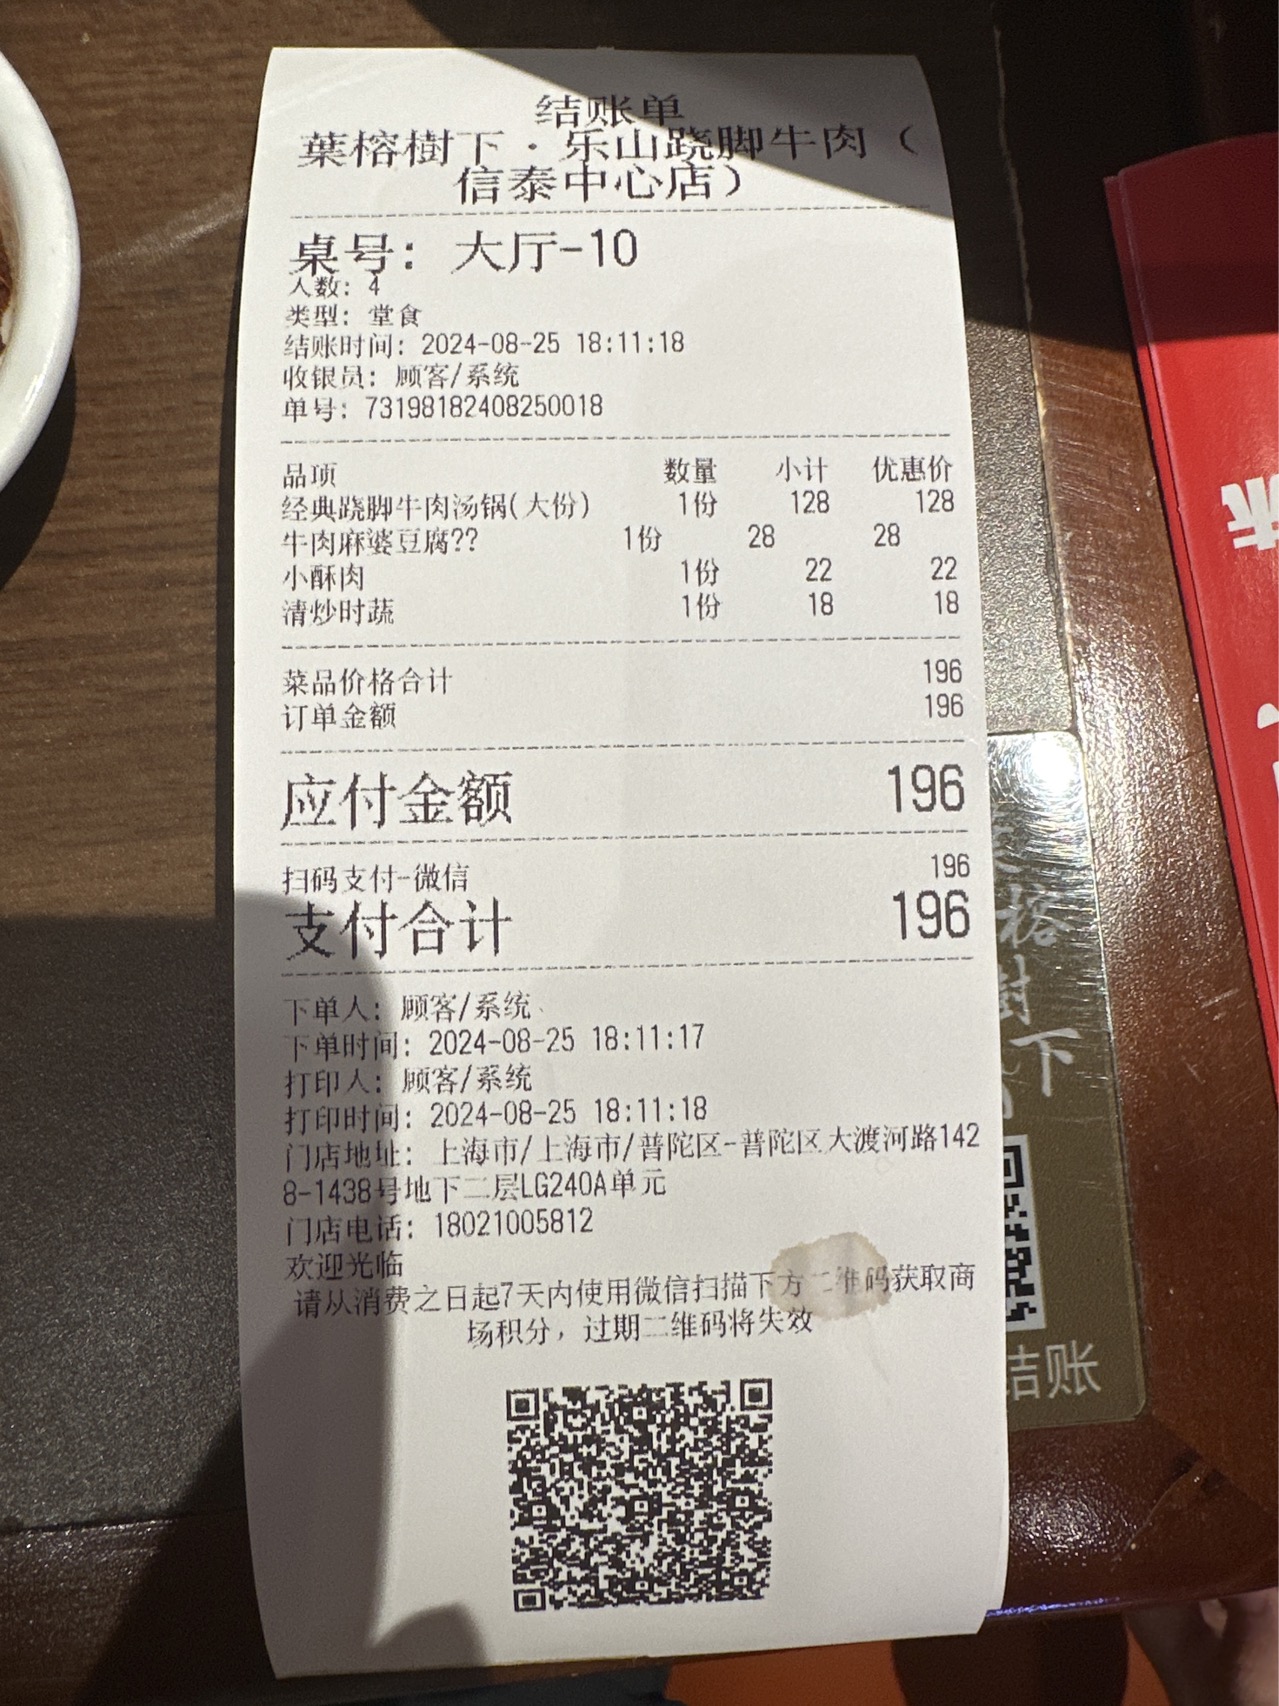 结账单
葉榕樹下·乐山跷脚牛肉（
信泰中心店）
桌号：大厅-10
人数：4
类型：堂食
结账时间：2024-08-25 18:11:18
收银员：顾客/系统
单号：73198182408250018
品项 数量 小计 优惠价
经典跷脚牛肉汤锅(大份) 1份 128 128
牛肉麻婆豆腐?? 1份 28 28
小酥肉 1份 22 22
清炒时蔬 1份 18 18
菜品价格合计 196
订单金额 196
应付金额 196
扫码支付-微信 196
支付合计 196
下单人：顾客/系统
下单时间：2024-08-25 18:11:17
打印人：顾客/系统
打印时间：2024-08-25 18:11:18
门店地址：上海市/上海市/普陀区-普陀区大渡河路142
8-1438号地下二层LG240A单元
门店电话：18021005812
欢迎光临
请从消费之日起7天内使用微信扫描下方二维码获取商
场积分，过期二维码将失效
榕
樹
下
结账